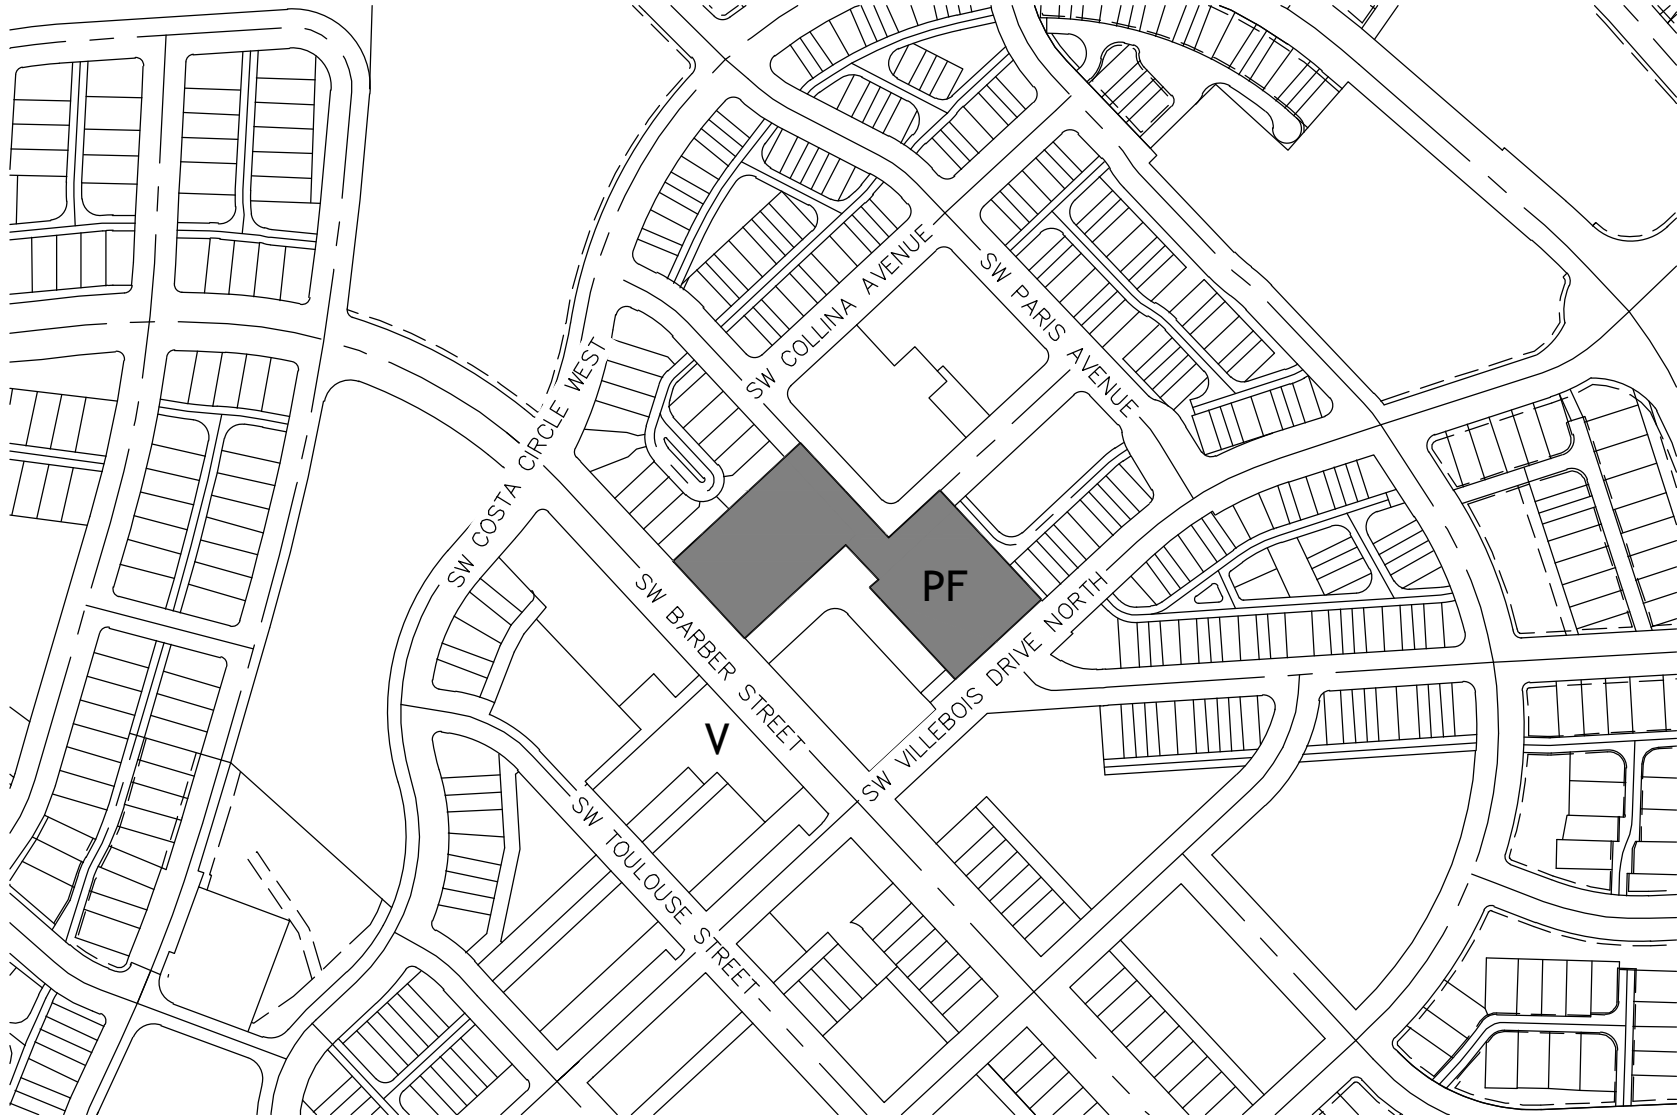 SW COLLINA AVENUE
SW PARIS AVENUE
SW COSTA CIRCLE WEST
PF
SW BARBER STREET
SW VILLEBOIS DRIVE NORTH
V
SW TOULOUSE STREET